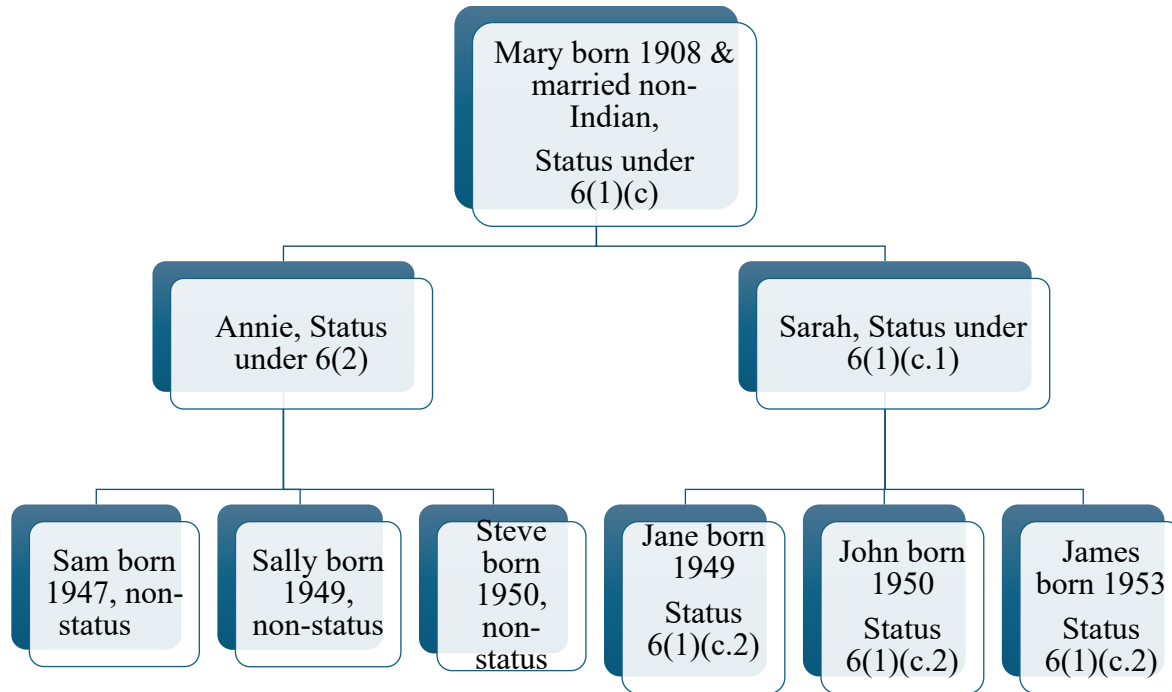 Mary born 1908 &
married non-
Indian,
Status under
6(1)(c)
Annie, Status
under 6(2)
Sarah, Status under
6(1)(c.1)
Sam born
1947, non-
status
Sally born
1949,
non-status
Steve
born
1950,
non-
status
Jane born
1949
Status
6(1)(c.2)
John born
1950
Status
6(1)(c.2)
James
born 1953
Status
6(1)(c.2)